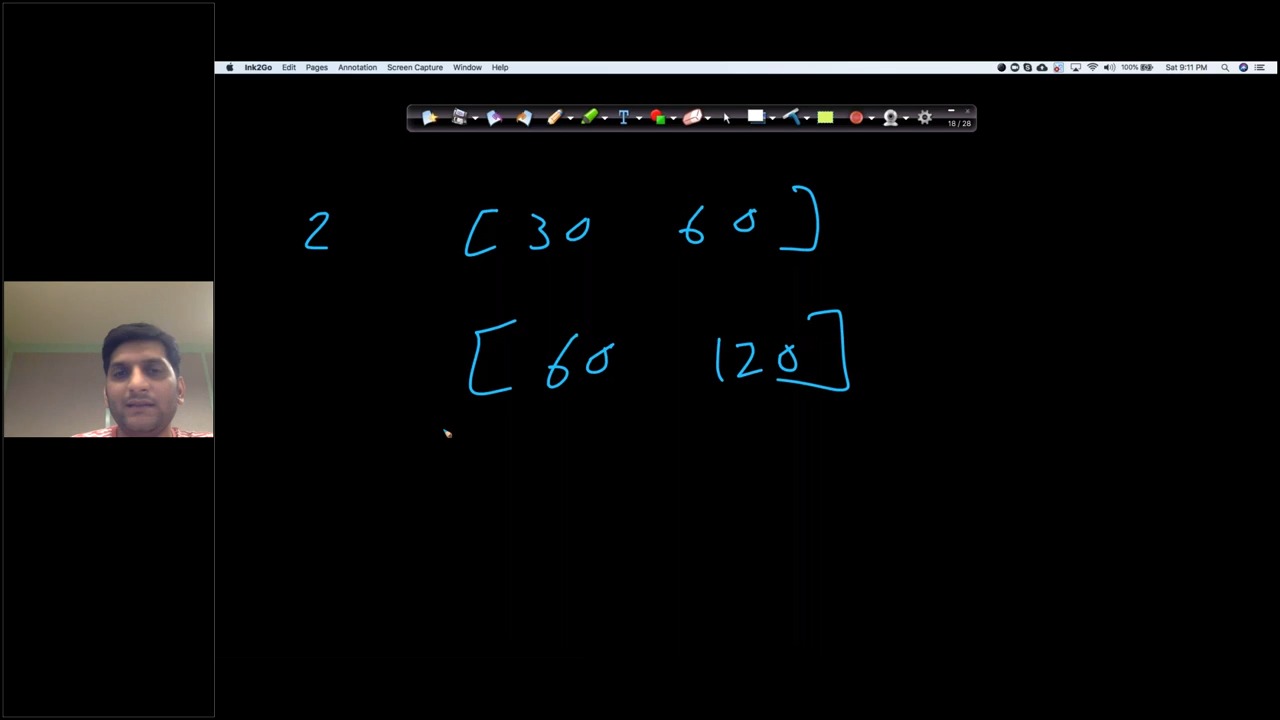 Ink2Go Edit Pages Annotation Screen Capture Window Help 100% Sat 9:11 PM
T
18 / 28
2 [ 30 60 ]
[ 60 120 ]